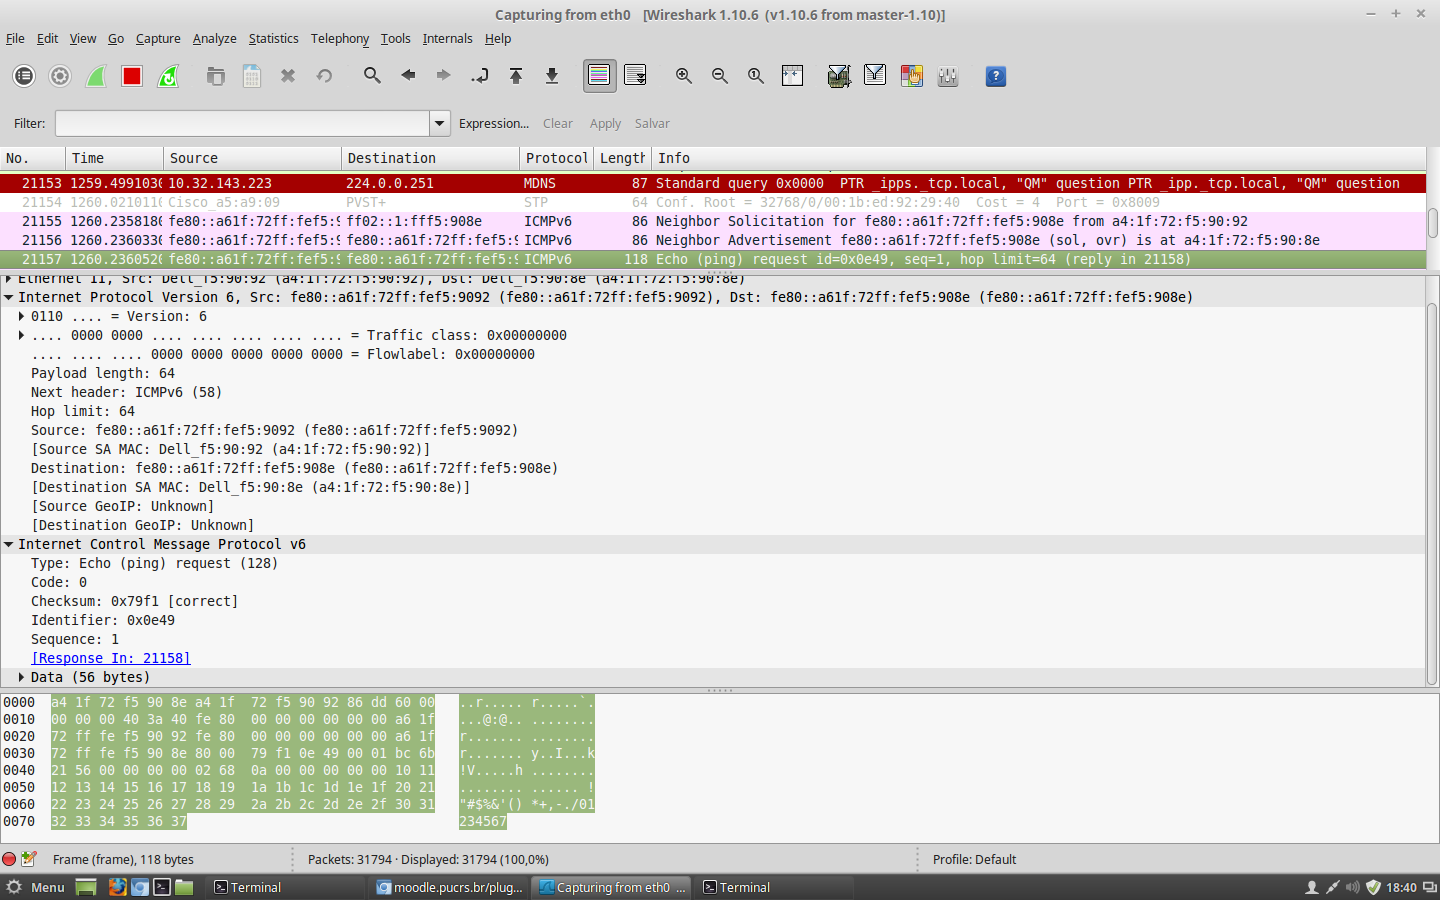 Capturing from eth0 [Wireshark 1.10.6 (v1.10.6 from master-1.10)]
File Edit View Go Capture Analyze Statistics Telephony Tools Internals Help
Filter: Expression... Clear Apply Salvar
No. Time Source Destination Protocol Length Info
21153 1259.4991030 10.32.143.223 224.0.0.251 MDNS 87 Standard query 0x0000 PTR _ipps._tcp.local, "QM" question PTR _ipp._tcp.local, "QM" question
21154 1260.0210110 Cisco_a5:a9:09 PVST+ STP 64 Conf. Root = 32768/0/00:1b:ed:92:29:40 Cost = 4 Port = 0x8009
21155 1260.2358180 fe80::a61f:72ff:fef5:9 ff02::1:fff5:908e ICMPv6 86 Neighbor Solicitation for fe80::a61f:72ff:fef5:908e from a4:1f:72:f5:90:92
21156 1260.2360330 fe80::a61f:72ff:fef5:9 fe80::a61f:72ff:fef5:9 ICMPv6 86 Neighbor Advertisement fe80::a61f:72ff:fef5:908e (sol, ovr) is at a4:1f:72:f5:90:8e
21157 1260.2360520 fe80::a61f:72ff:fef5:9 fe80::a61f:72ff:fef5:9 ICMPv6 118 Echo (ping) request id=0x0e49, seq=1, hop limit=64 (reply in 21158)
Ethernet II, Src: Dell_f5:90:92 (a4:1f:72:f5:90:92), Dst: Dell_f5:90:8e (a4:1f:72:f5:90:8e)
Internet Protocol Version 6, Src: fe80::a61f:72ff:fef5:9092 (fe80::a61f:72ff:fef5:9092), Dst: fe80::a61f:72ff:fef5:908e (fe80::a61f:72ff:fef5:908e)
0110 .... = Version: 6
.... 0000 0000 .... .... .... .... .... = Traffic class: 0x00000000
.... .... .... 0000 0000 0000 0000 0000 = Flowlabel: 0x00000000
Payload length: 64
Next header: ICMPv6 (58)
Hop limit: 64
Source: fe80::a61f:72ff:fef5:9092 (fe80::a61f:72ff:fef5:9092)
[Source SA MAC: Dell_f5:90:92 (a4:1f:72:f5:90:92)]
Destination: fe80::a61f:72ff:fef5:908e (fe80::a61f:72ff:fef5:908e)
[Destination SA MAC: Dell_f5:90:8e (a4:1f:72:f5:90:8e)]
[Source GeoIP: Unknown]
[Destination GeoIP: Unknown]
Internet Control Message Protocol v6
Type: Echo (ping) request (128)
Code: 0
Checksum: 0x79f1 [correct]
Identifier: 0x0e49
Sequence: 1
[Response In: 21158]
Data (56 bytes)
0000 a4 1f 72 f5 90 8e a4 1f 72 f5 90 92 86 dd 60 00 ..r..... r.....`.
0010 00 00 00 40 3a 40 fe 80 00 00 00 00 00 00 a6 1f ...@:@.. ........
0020 72 ff fe f5 90 92 fe 80 00 00 00 00 00 00 a6 1f r....... ........
0030 72 ff fe f5 90 8e 80 00 79 f1 0e 49 00 01 bc 6b r....... y..I...k
0040 21 56 00 00 00 00 02 68 0a 00 00 00 00 00 10 11 !V.....h ........
0050 12 13 14 15 16 17 18 19 1a 1b 1c 1d 1e 1f 20 21 ........ ...... !
0060 22 23 24 25 26 27 28 29 2a 2b 2c 2d 2e 2f 30 31 "#$%&'() *+,-./01
0070 32 33 34 35 36 37 234567
Frame (frame), 118 bytes Packets: 31794 · Displayed: 31794 (100,0%) Profile: Default
Menu Terminal moodle.pucrs.br/plug... Capturing from eth0 ... Terminal 18:40